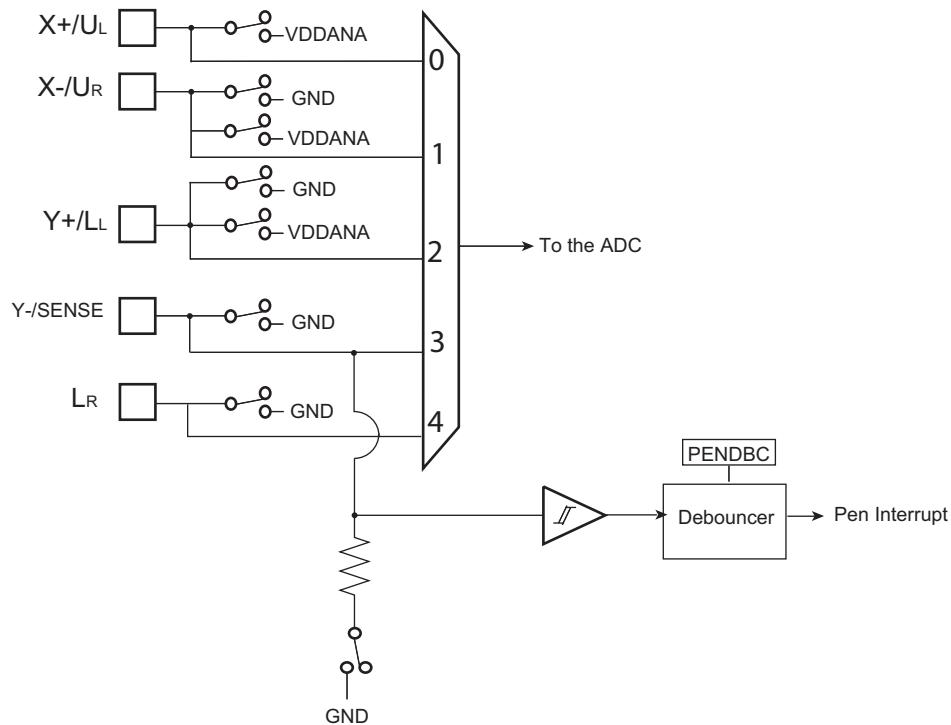 X+/UL
VDDANA
0
X-/UR
GND
VDDANA
1
GND
Y+/LL
VDDANA
2
To the ADC
Y-/SENSE
GND
3
LR
GND
4
PENDBC
Debouncer
Pen Interrupt
GND